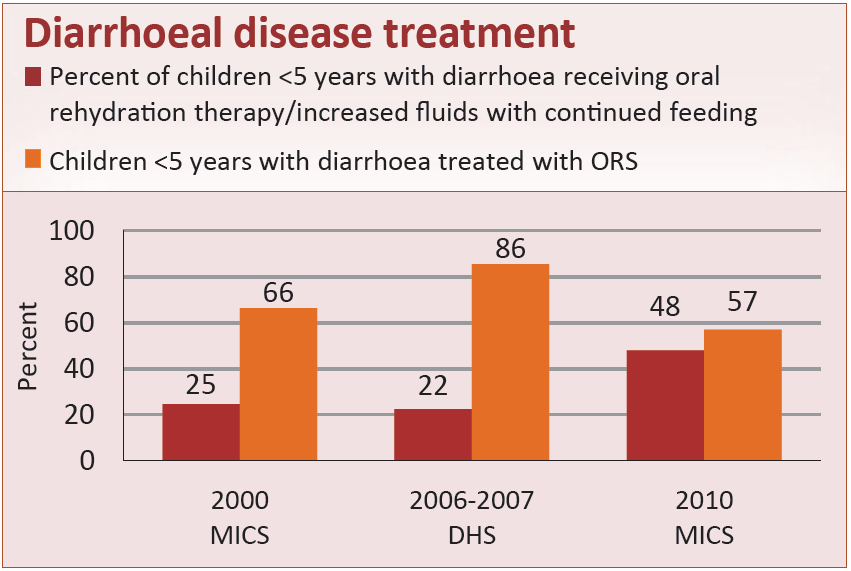 Diarrhoeal disease treatment
Percent of children <5 years with diarrhoea receiving oral
rehydration therapy/increased fluids with continued feeding
Children <5 years with diarrhoea treated with ORS
Percent
100
80
60
40
20
0
25
66
22
86
48
57
2000
MICS
2006-2007
DHS
2010
MICS